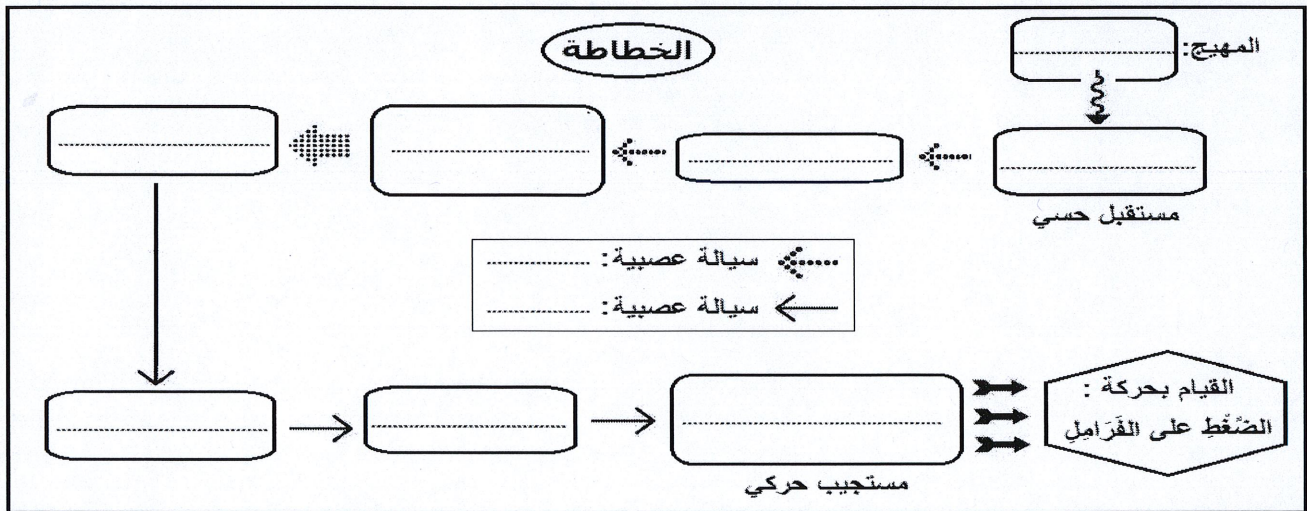 الخطاطة
المهيج:
مستقبل حسي
سيالة عصبية:
سيالة عصبية:
القيام بحركة :
الضَّغْطِ على الفَرَامِلِ
مستجيب حركي